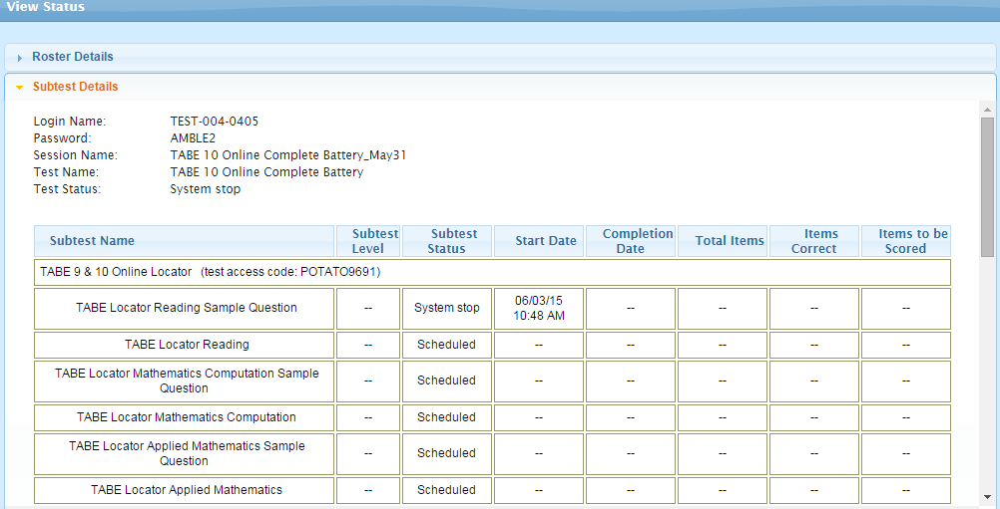 View Status
Roster Details
Subtest Details
Login Name: TEST-004-0405
Password: AMBLE2
Session Name: TABE 10 Online Complete Battery_May31
Test Name: TABE 10 Online Complete Battery
Test Status: System stop
Subtest Name Subtest Level Subtest Status Start Date Completion Date Total Items Items Correct Items to be Scored
TABE 9 & 10 Online Locator (test access code: POTATO9691)
TABE Locator Reading Sample Question -- System stop 06/03/15 10:48 AM -- -- -- --
TABE Locator Reading -- Scheduled -- -- -- -- --
TABE Locator Mathematics Computation Sample Question -- Scheduled -- -- -- -- --
TABE Locator Mathematics Computation -- Scheduled -- -- -- -- --
TABE Locator Applied Mathematics Sample Question -- Scheduled -- -- -- -- --
TABE Locator Applied Mathematics -- Scheduled -- -- -- -- --